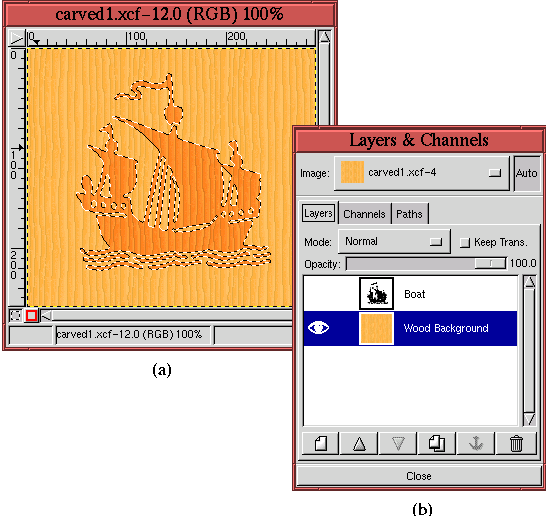 carved1.xcf-12.0 (RGB) 100%
0 100 200
0
100
200
carved1.xcf-12.0 (RGB) 100%
(a)
Layers & Channels
Image: carved1.xcf-4 Auto
Layers Channels Paths
Mode: Normal Keep Trans.
Opacity: 100.0
Boat
Wood Background
Close
(b)